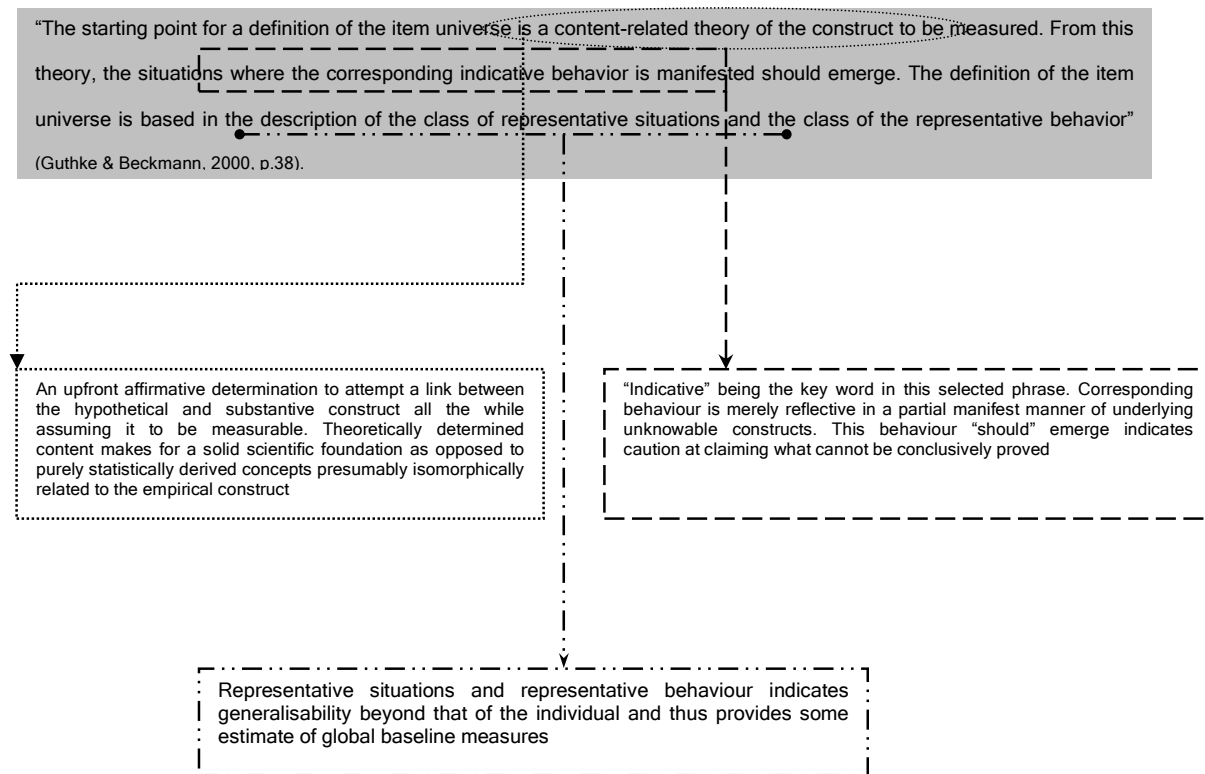 “The starting point for a definition of the item universe is a content-related theory of the construct to be measured. From this
theory, the situations where the corresponding indicative behavior is manifested should emerge. The definition of the item
universe is based in the description of the class of representative situations and the class of the representative behavior”
(Guthke & Beckmann, 2000, p.38).
An upfront affirmative determination to attempt a link between
the hypothetical and substantive construct all the while
assuming it to be measurable. Theoretically determined
content makes for a solid scientific foundation as opposed to
purely statistically derived concepts presumably isomorphically
related to the empirical construct
“Indicative” being the key word in this selected phrase. Corresponding
behaviour is merely reflective in a partial manifest manner of underlying
unknowable constructs. This behaviour “should” emerge indicates
caution at claiming what cannot be conclusively proved
Representative situations and representative behaviour indicates
generalisability beyond that of the individual and thus provides some
estimate of global baseline measures